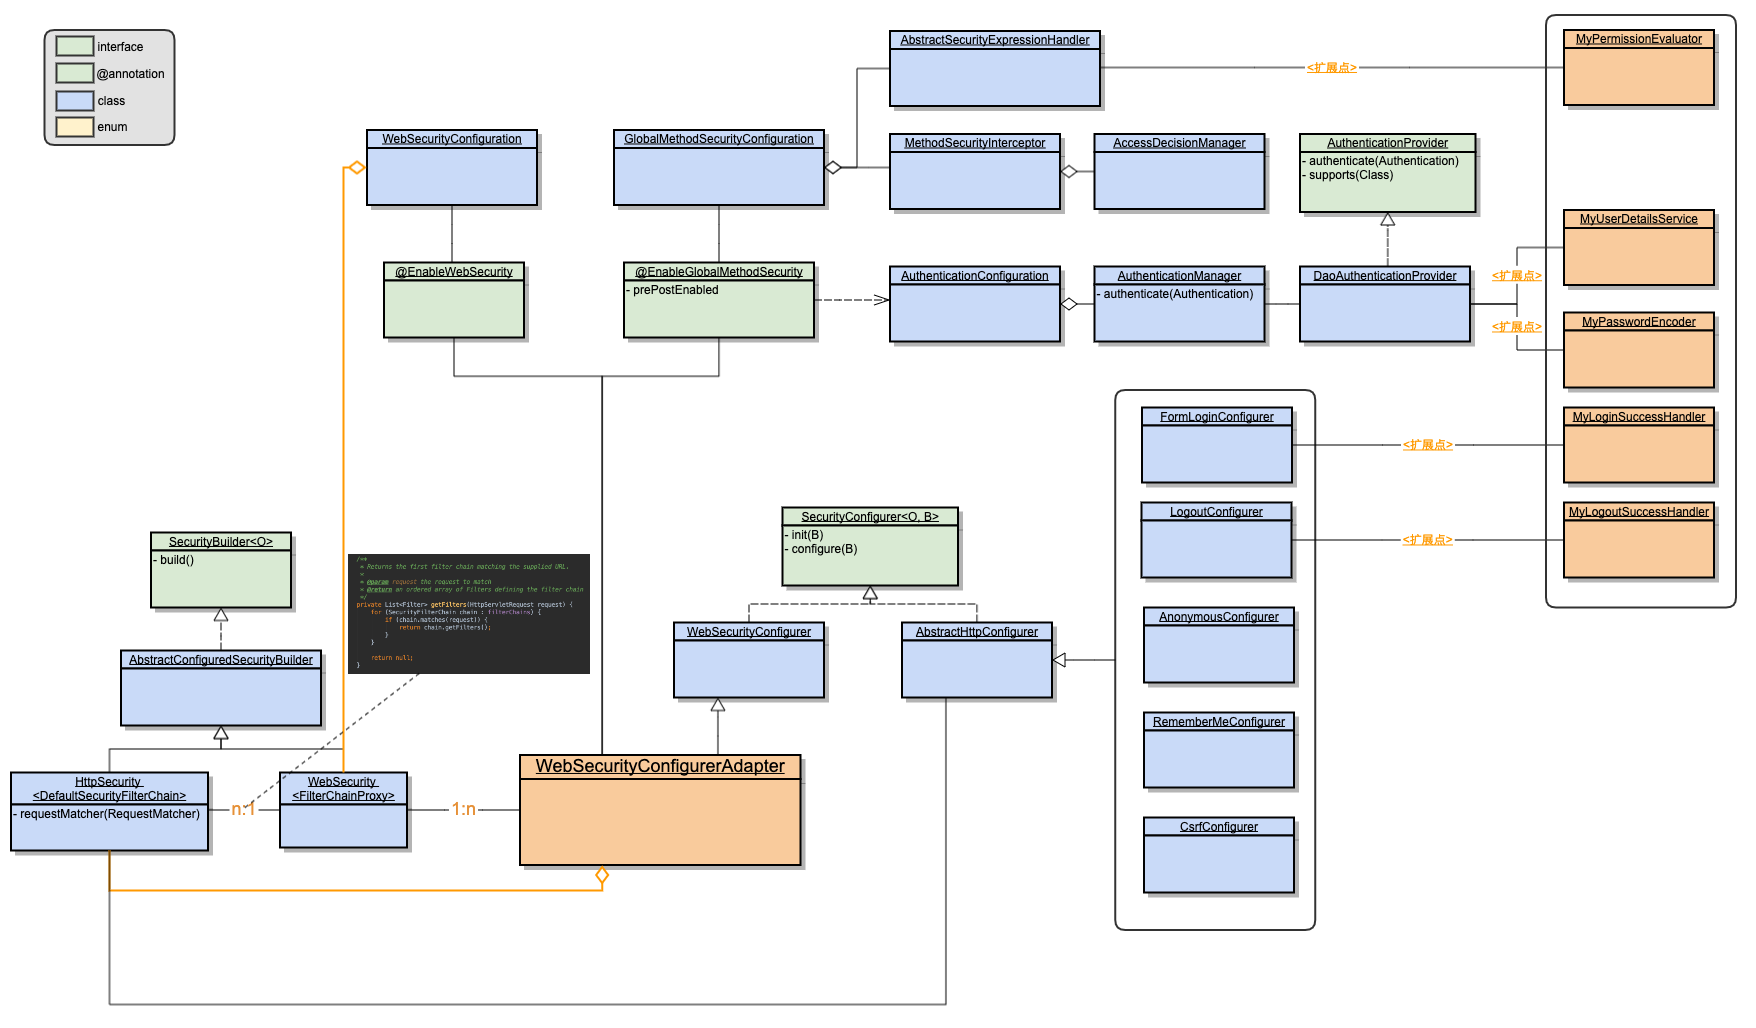 interface
@annotation
class
enum
AbstractSecurityExpressionHandler
<扩展点>
MyPermissionEvaluator
WebSecurityConfiguration
GlobalMethodSecurityConfiguration
MethodSecurityInterceptor
AccessDecisionManager
AuthenticationProvider
- authenticate(Authentication)
- supports(Class)
MyUserDetailsService
@EnableWebSecurity
@EnableGlobalMethodSecurity
- prePostEnabled
AuthenticationConfiguration
AuthenticationManager
- authenticate(Authentication)
DaoAuthenticationProvider
<扩展点>
<扩展点>
MyPasswordEncoder
FormLoginConfigurer
<扩展点>
MyLoginSuccessHandler
LogoutConfigurer
<扩展点>
MyLogoutSuccessHandler
SecurityConfigurer<O, B>
- init(B)
- configure(B)
SecurityBuilder<O>
- build()
/**
* Returns the first filter chain matching the supplied URL.
*
* @param request the request to match
* @return an ordered array of Filters defining the filter chain
*/
private List<Filter> getFilters(HttpServletRequest request) {
for (SecurityFilterChain chain : filterChains) {
if (chain.matches(request)) {
return chain.getFilters();
}
}
return null;
}
AnonymousConfigurer
WebSecurityConfigurer
AbstractHttpConfigurer
AbstractConfiguredSecurityBuilder
RememberMeConfigurer
WebSecurityConfigurerAdapter
HttpSecurity
<DefaultSecurityFilterChain>
- requestMatcher(RequestMatcher)
n:1
WebSecurity
<FilterChainProxy>
1:n
CsrfConfigurer